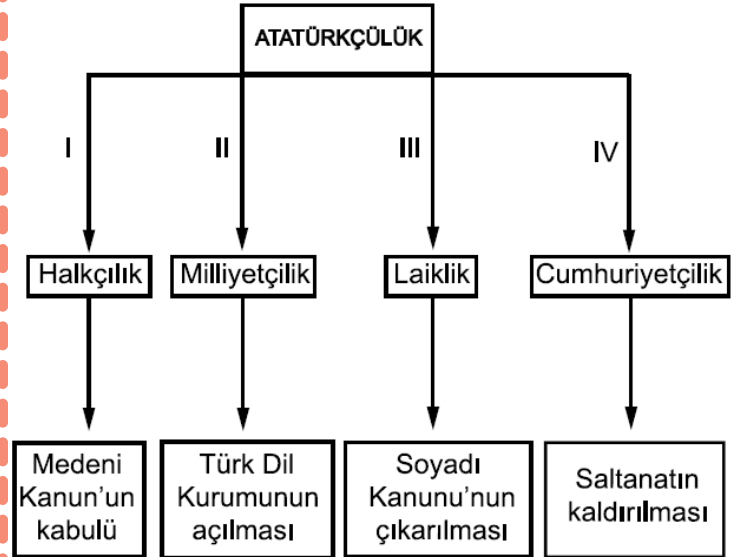 ATATÜRKÇÜLÜK
I
II
III
IV
Halkçılık
Milliyetçilik
Laiklik
Cumhuriyetçilik
Medeni
Kanun'un
kabulü
Türk Dil
Kurumunun
açılması
Soyadı
Kanunu'nun
çıkarılması
Saltanatın
kaldırılması